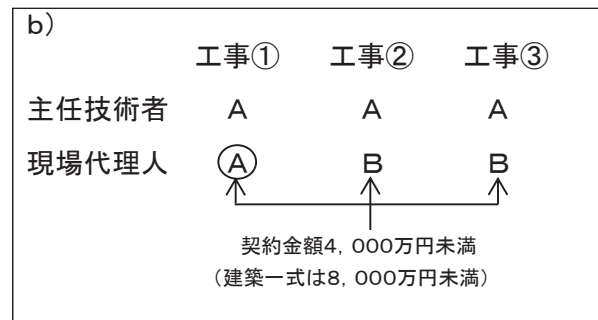 b)
工事① 工事② 工事③
主任技術者 A A A
現場代理人 A B B
契約金額4,000万円未満
(建築一式は8,000万円未満)